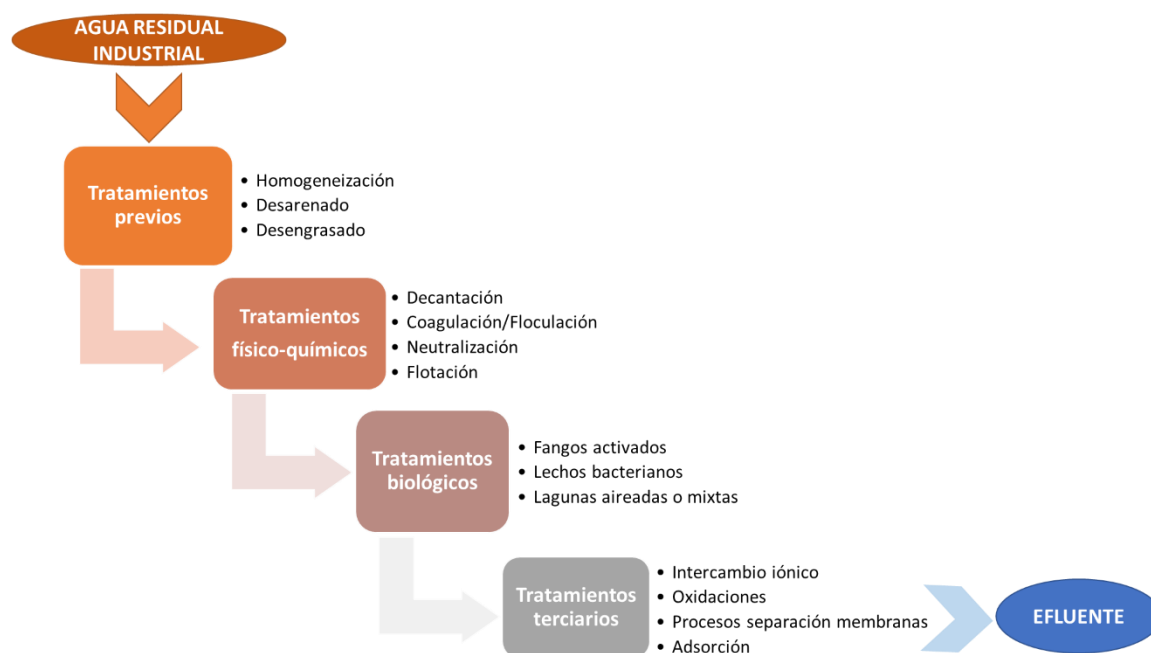 AGUA RESIDUAL
INDUSTRIAL
Tratamientos
previos
• Homogeneización
• Desarenado
• Desengrasado
Tratamientos
físico-químicos
• Decantación
• Coagulación/Floculación
• Neutralización
• Flotación
Tratamientos
biológicos
• Fangos activados
• Lechos bacterianos
• Lagunas aireadas o mixtas
Tratamientos
terciarios
• Intercambio iónico
• Oxidaciones
• Procesos separación membranas
• Adsorción
EFLUENTE